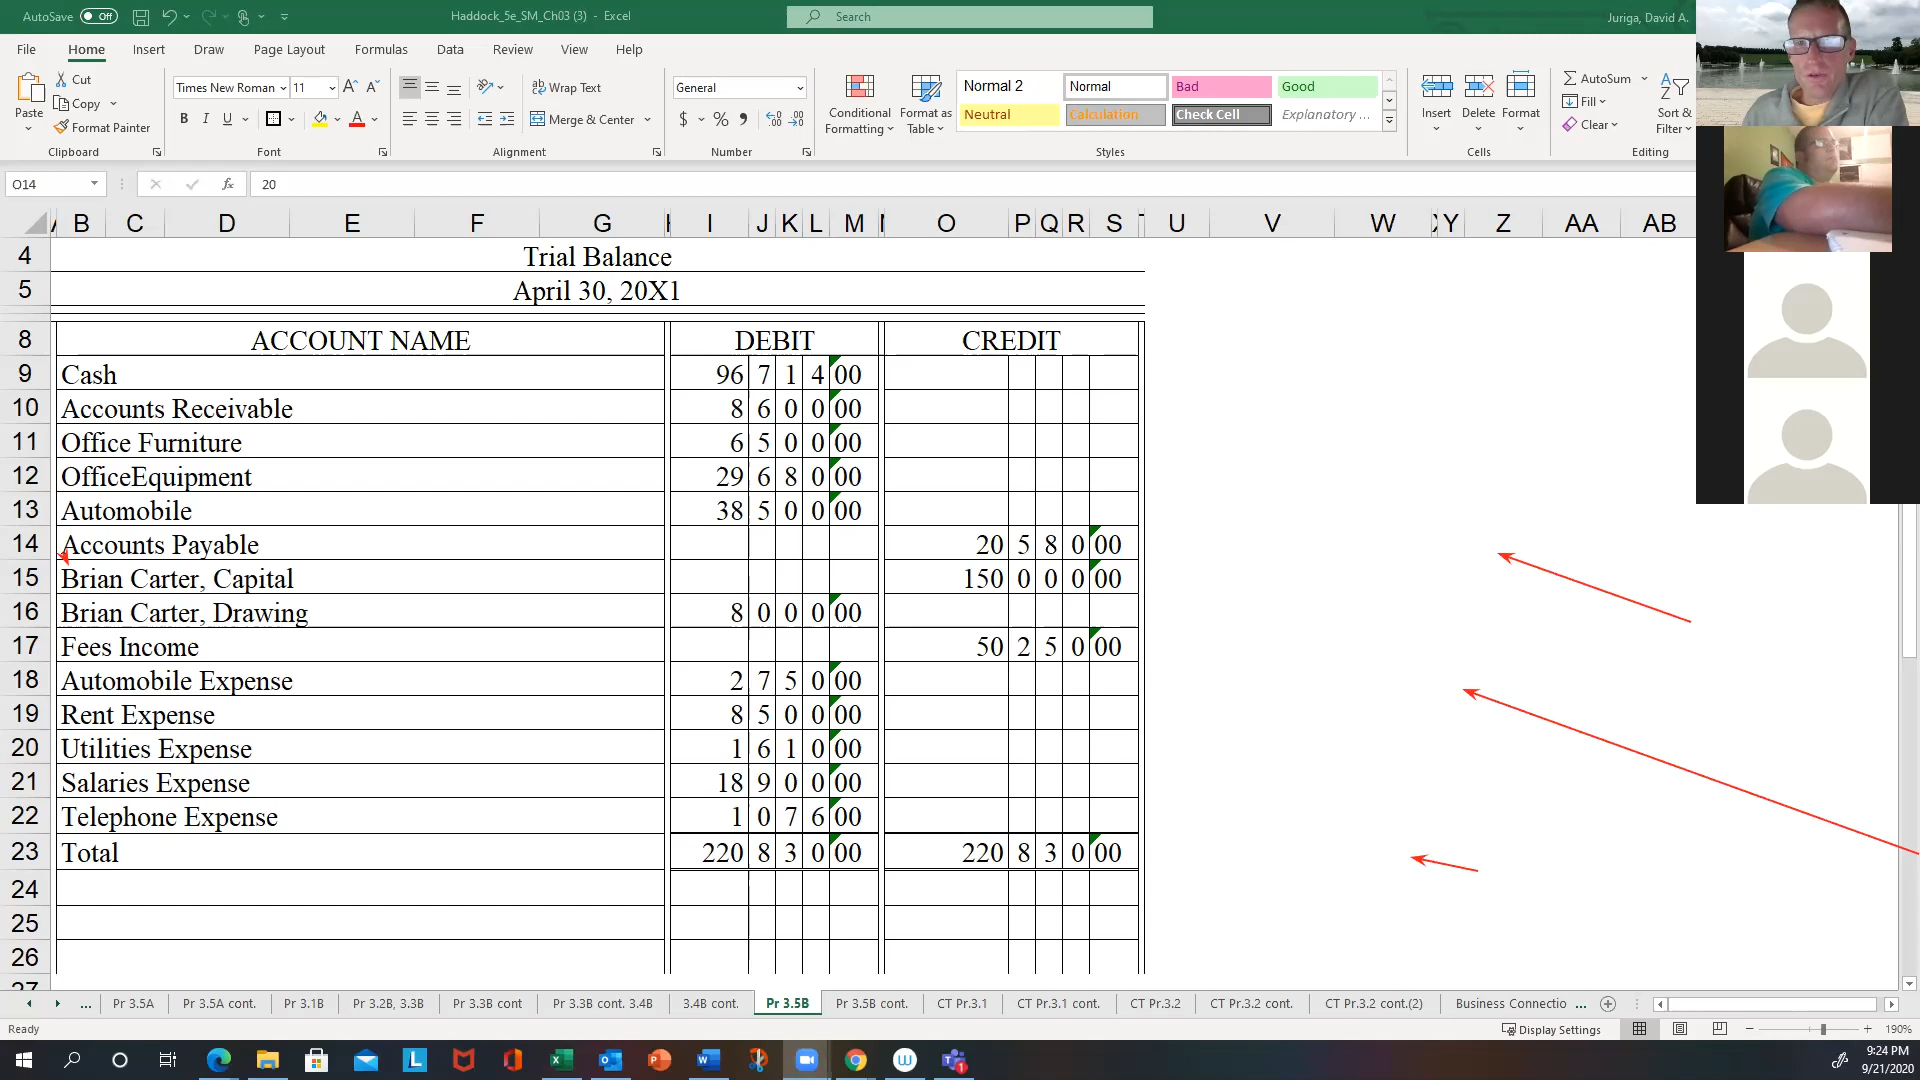 AutoSave Off Haddock_5e_SM_Ch03 (3) - Excel Search Juriga, David A.
File Home Insert Draw Page Layout Formulas Data Review View Help
Paste Cut Copy Format Painter
Times New Roman 11
B I U
Wrap Text
Merge & Center
General
$ % 9
Conditional Formatting
Format as Table
Normal 2 Normal Bad Good
Neutral Calculation Check Cell Explanatory ...
Insert Delete Format
AutoSum
Fill
Clear
Sort & Filter
Clipboard Font Alignment Number Styles Cells Editing
O14 fx 20
B C D E F G I J K L M O P Q R S U V W Y Z AA AB
4 Trial Balance
5 April 30, 20X1
8 ACCOUNT NAME DEBIT CREDIT
9 Cash 96 7 1 4 00
10 Accounts Receivable 8 6 0 0 00
11 Office Furniture 6 5 0 0 00
12 OfficeEquipment 29 6 8 0 00
13 Automobile 38 5 0 0 00
14 Accounts Payable 20 5 8 0 00
15 Brian Carter, Capital 150 0 0 0 00
16 Brian Carter, Drawing 8 0 0 0 00
17 Fees Income 50 2 5 0 00
18 Automobile Expense 2 7 5 0 00
19 Rent Expense 8 5 0 0 00
20 Utilities Expense 1 6 1 0 00
21 Salaries Expense 18 9 0 0 00
22 Telephone Expense 1 0 7 6 00
23 Total 220 8 3 0 00 220 8 3 0 00
24
25
26
27
... Pr 3.5A Pr 3.5A cont. Pr 3.1B Pr 3.2B, 3.3B Pr 3.3B cont Pr 3.3B cont. 3.4B 3.4B cont. Pr 3.5B Pr 3.5B cont. CT Pr.3.1 CT Pr.3.1 cont. CT Pr.3.2 CT Pr.3.2 cont. CT Pr.3.2 cont.(2) Business Connectio ...
Ready Display Settings 190%
9:24 PM
9/21/2020